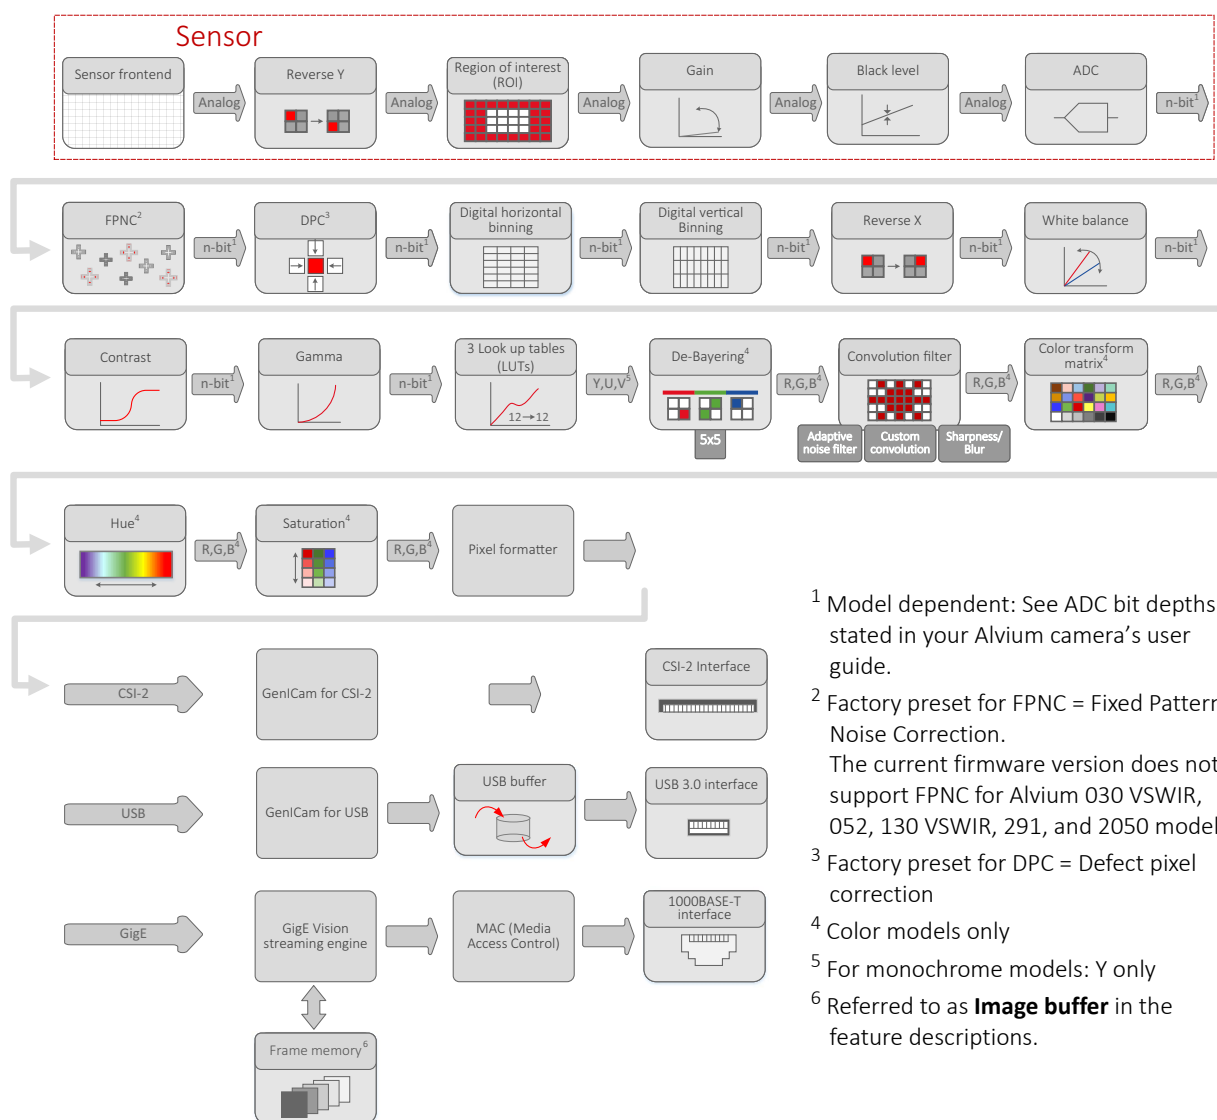 Sensor
Sensor frontend
Analog
Reverse Y
Analog
Region of interest
(ROI)
Analog
Gain
Analog
Black level
Analog
ADC
n-bit¹
FPNC²
n-bit¹
DPC³
n-bit¹
Digital horizontal
binning
n-bit¹
Digital vertical
Binning
n-bit¹
Reverse X
n-bit¹
White balance
n-bit¹
Contrast
n-bit¹
Gamma
n-bit¹
3 Look up tables
(LUTs)
12→12
Y,U,V⁵
De-Bayering⁴
5x5
R,G,B⁴
Convolution filter
Adaptive
noise filter
Custom
convolution
Sharpness/
Blur
R,G,B⁴
Color transform
matrix⁴
R,G,B⁴
Hue⁴
R,G,B⁴
Saturation⁴
R,G,B⁴
Pixel formatter
CSI-2
GenICam for CSI-2
CSI-2 Interface
USB
GenICam for USB
USB buffer
USB 3.0 interface
GigE
GigE Vision
streaming engine
MAC (Media
Access Control)
1000BASE-T
interface
Frame memory⁶
¹ Model dependent: See ADC bit depths
stated in your Alvium camera's user
guide.
² Factory preset for FPNC = Fixed Pattern
Noise Correction.
The current firmware version does not
support FPNC for Alvium 030 VSWIR,
052, 130 VSWIR, 291, and 2050 model
³ Factory preset for DPC = Defect pixel
correction
⁴ Color models only
⁵ For monochrome models: Y only
⁶ Referred to as Image buffer in the
feature descriptions.